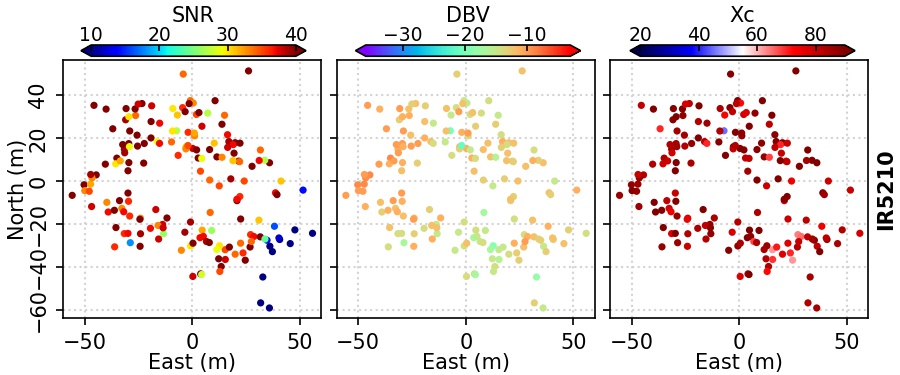 SNR DBV Xc
10 20 30 40 −30 −20 −10 20 40 60 80
40
20
0
−20
−40
−60
North (m)
IR5210
−50 0 50 −50 0 50 −50 0 50
East (m) East (m) East (m)